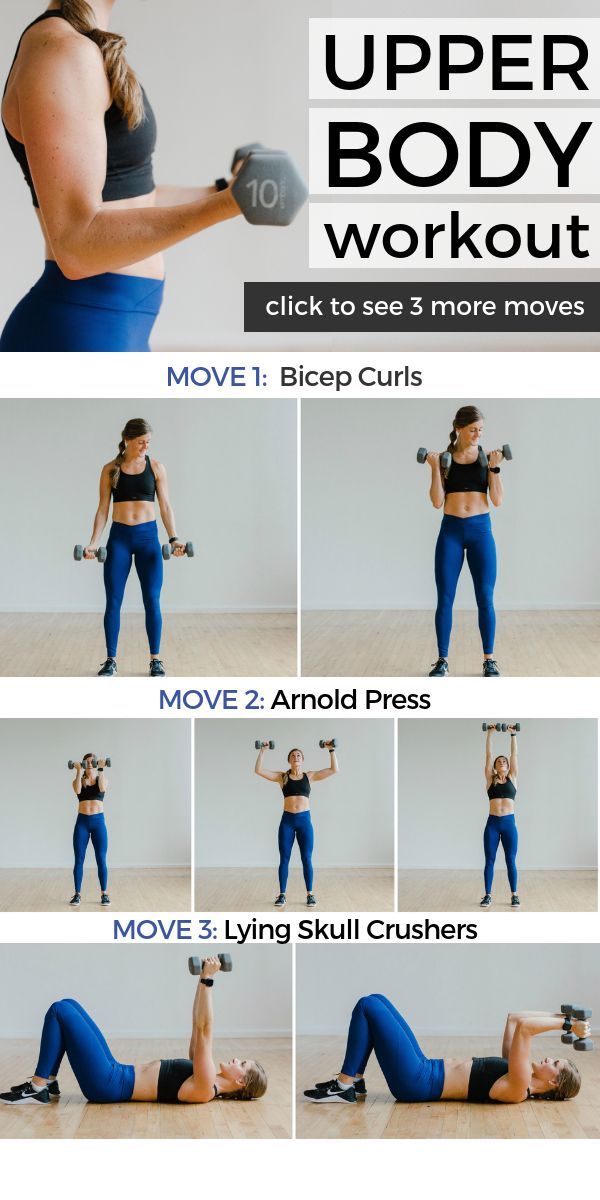 UPPER
BODY
workout
10
click to see 3 more moves
MOVE 1: Bicep Curls
MOVE 2: Arnold Press
MOVE 3: Lying Skull Crushers